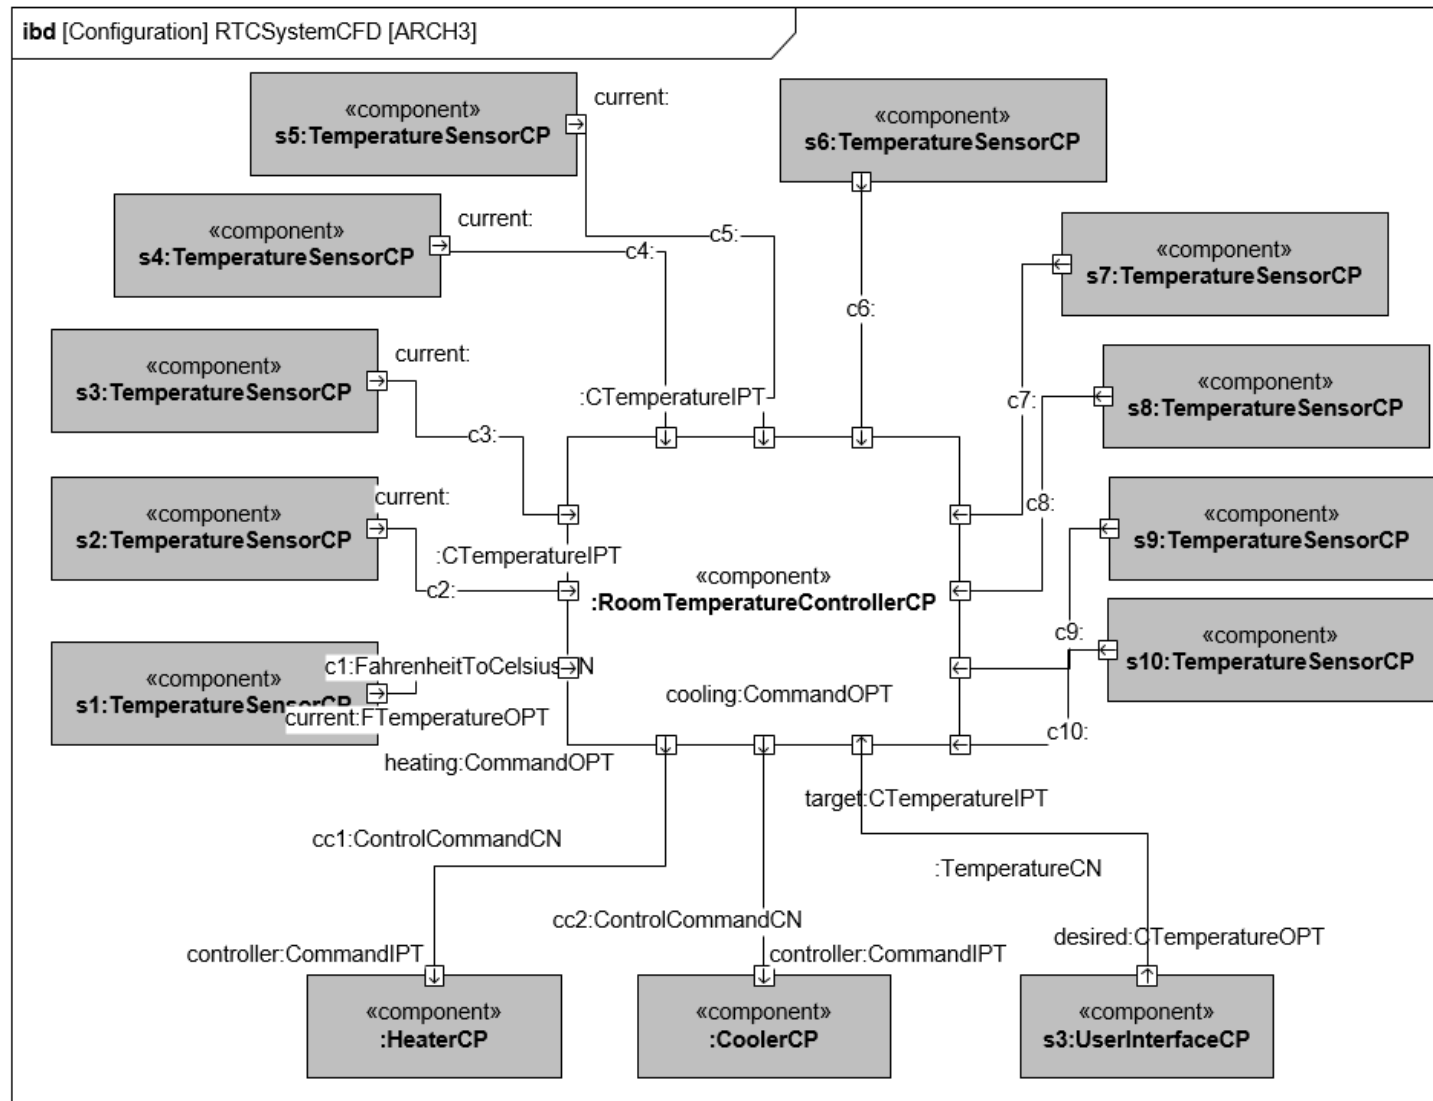 ibd [Configuration] RTCSystemCFD [ARCH3]
«component»
s5:TemperatureSensorCP
current:
«component»
s6:TemperatureSensorCP
«component»
s4:TemperatureSensorCP
current:
c4:
c5:
c6:
«component»
s7:TemperatureSensorCP
«component»
s3:TemperatureSensorCP
current:
c3:
:CTemperatureIPT
c7:
«component»
s8:TemperatureSensorCP
«component»
s2:TemperatureSensorCP
current:
:CTemperatureIPT
c2:
«component»
:RoomTemperatureControllerCP
c8:
«component»
s9:TemperatureSensorCP
c9:
«component»
s10:TemperatureSensorCP
c10:
«component»
s1:TemperatureSensorCP
c1:FahrenheitToCelsiusCN
current:FTemperatureOPT
cooling:CommandOPT
heating:CommandOPT
target:CTemperatureIPT
cc1:ControlCommandCN
:TemperatureCN
cc2:ControlCommandCN
desired:CTemperatureOPT
controller:CommandIPT
controller:CommandIPT
«component»
:HeaterCP
«component»
:CoolerCP
«component»
s3:UserInterfaceCP